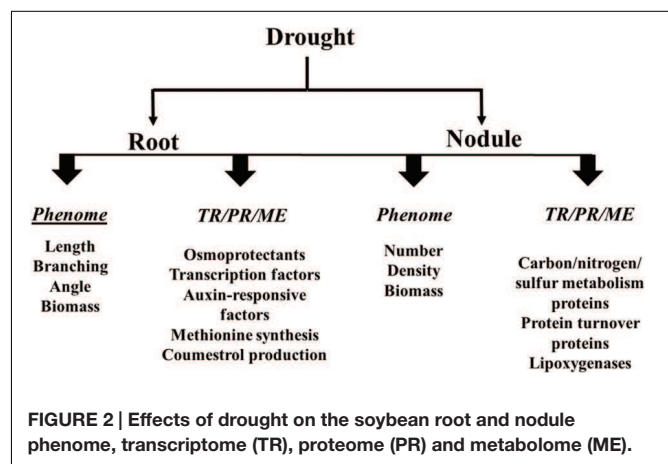 Drought
Root
Nodule
Phenome
Length
Branching
Angle
Biomass
TR/PR/ME
Osmoprotectants
Transcription factors
Auxin-responsive
factors
Methionine synthesis
Coumestrol production
Phenome
Number
Density
Biomass
TR/PR/ME
Carbon/nitrogen/
sulfur metabolism
proteins
Protein turnover
proteins
Lipoxygenases
FIGURE 2 | Effects of drought on the soybean root and nodule
phenome, transcriptome (TR), proteome (PR) and metabolome (ME).